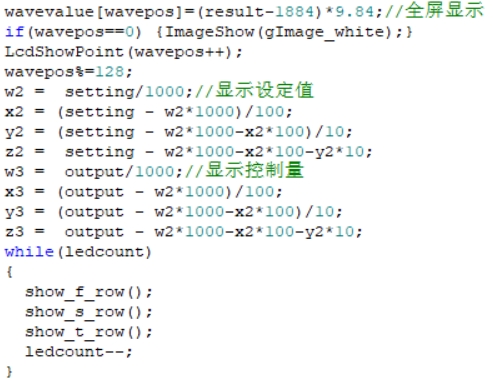 wavevalue[wavepos]=(result-1884)*9.84;//全屏显示
if(wavepos==0) {ImageShow(gImage_white);}
LcdShowPoint(wavepos++);
wavepos%=128;
w2 =  setting/1000;//显示设定值
x2 = (setting - w2*1000)/100;
y2 = (setting - w2*1000-x2*100)/10;
z2 =  setting - w2*1000-x2*100-y2*10;
w3 =  output/1000;//显示控制量
x3 = (output - w2*1000)/100;
y3 = (output - w2*1000-x2*100)/10;
z3 =  output - w2*1000-x2*100-y2*10;
while(ledcount)
{
  show_f_row();
  show_s_row();
  show_t_row();
  ledcount--;
}